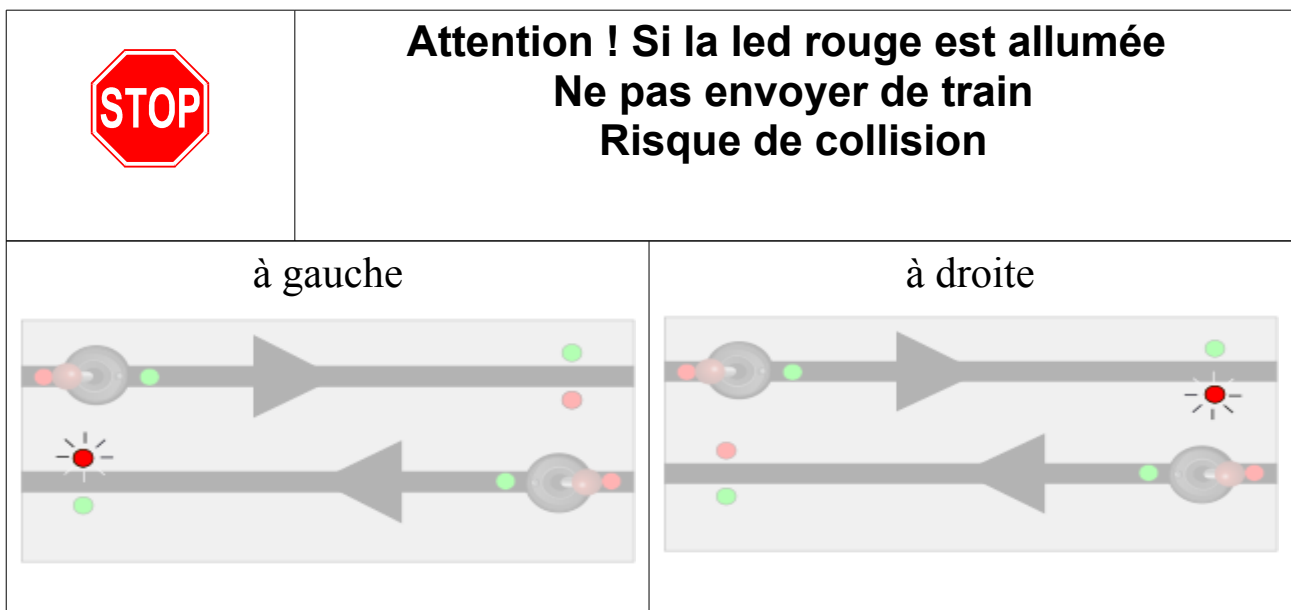 STOP
Attention ! Si la led rouge est allumée
Ne pas envoyer de train
Risque de collision
à gauche
à droite